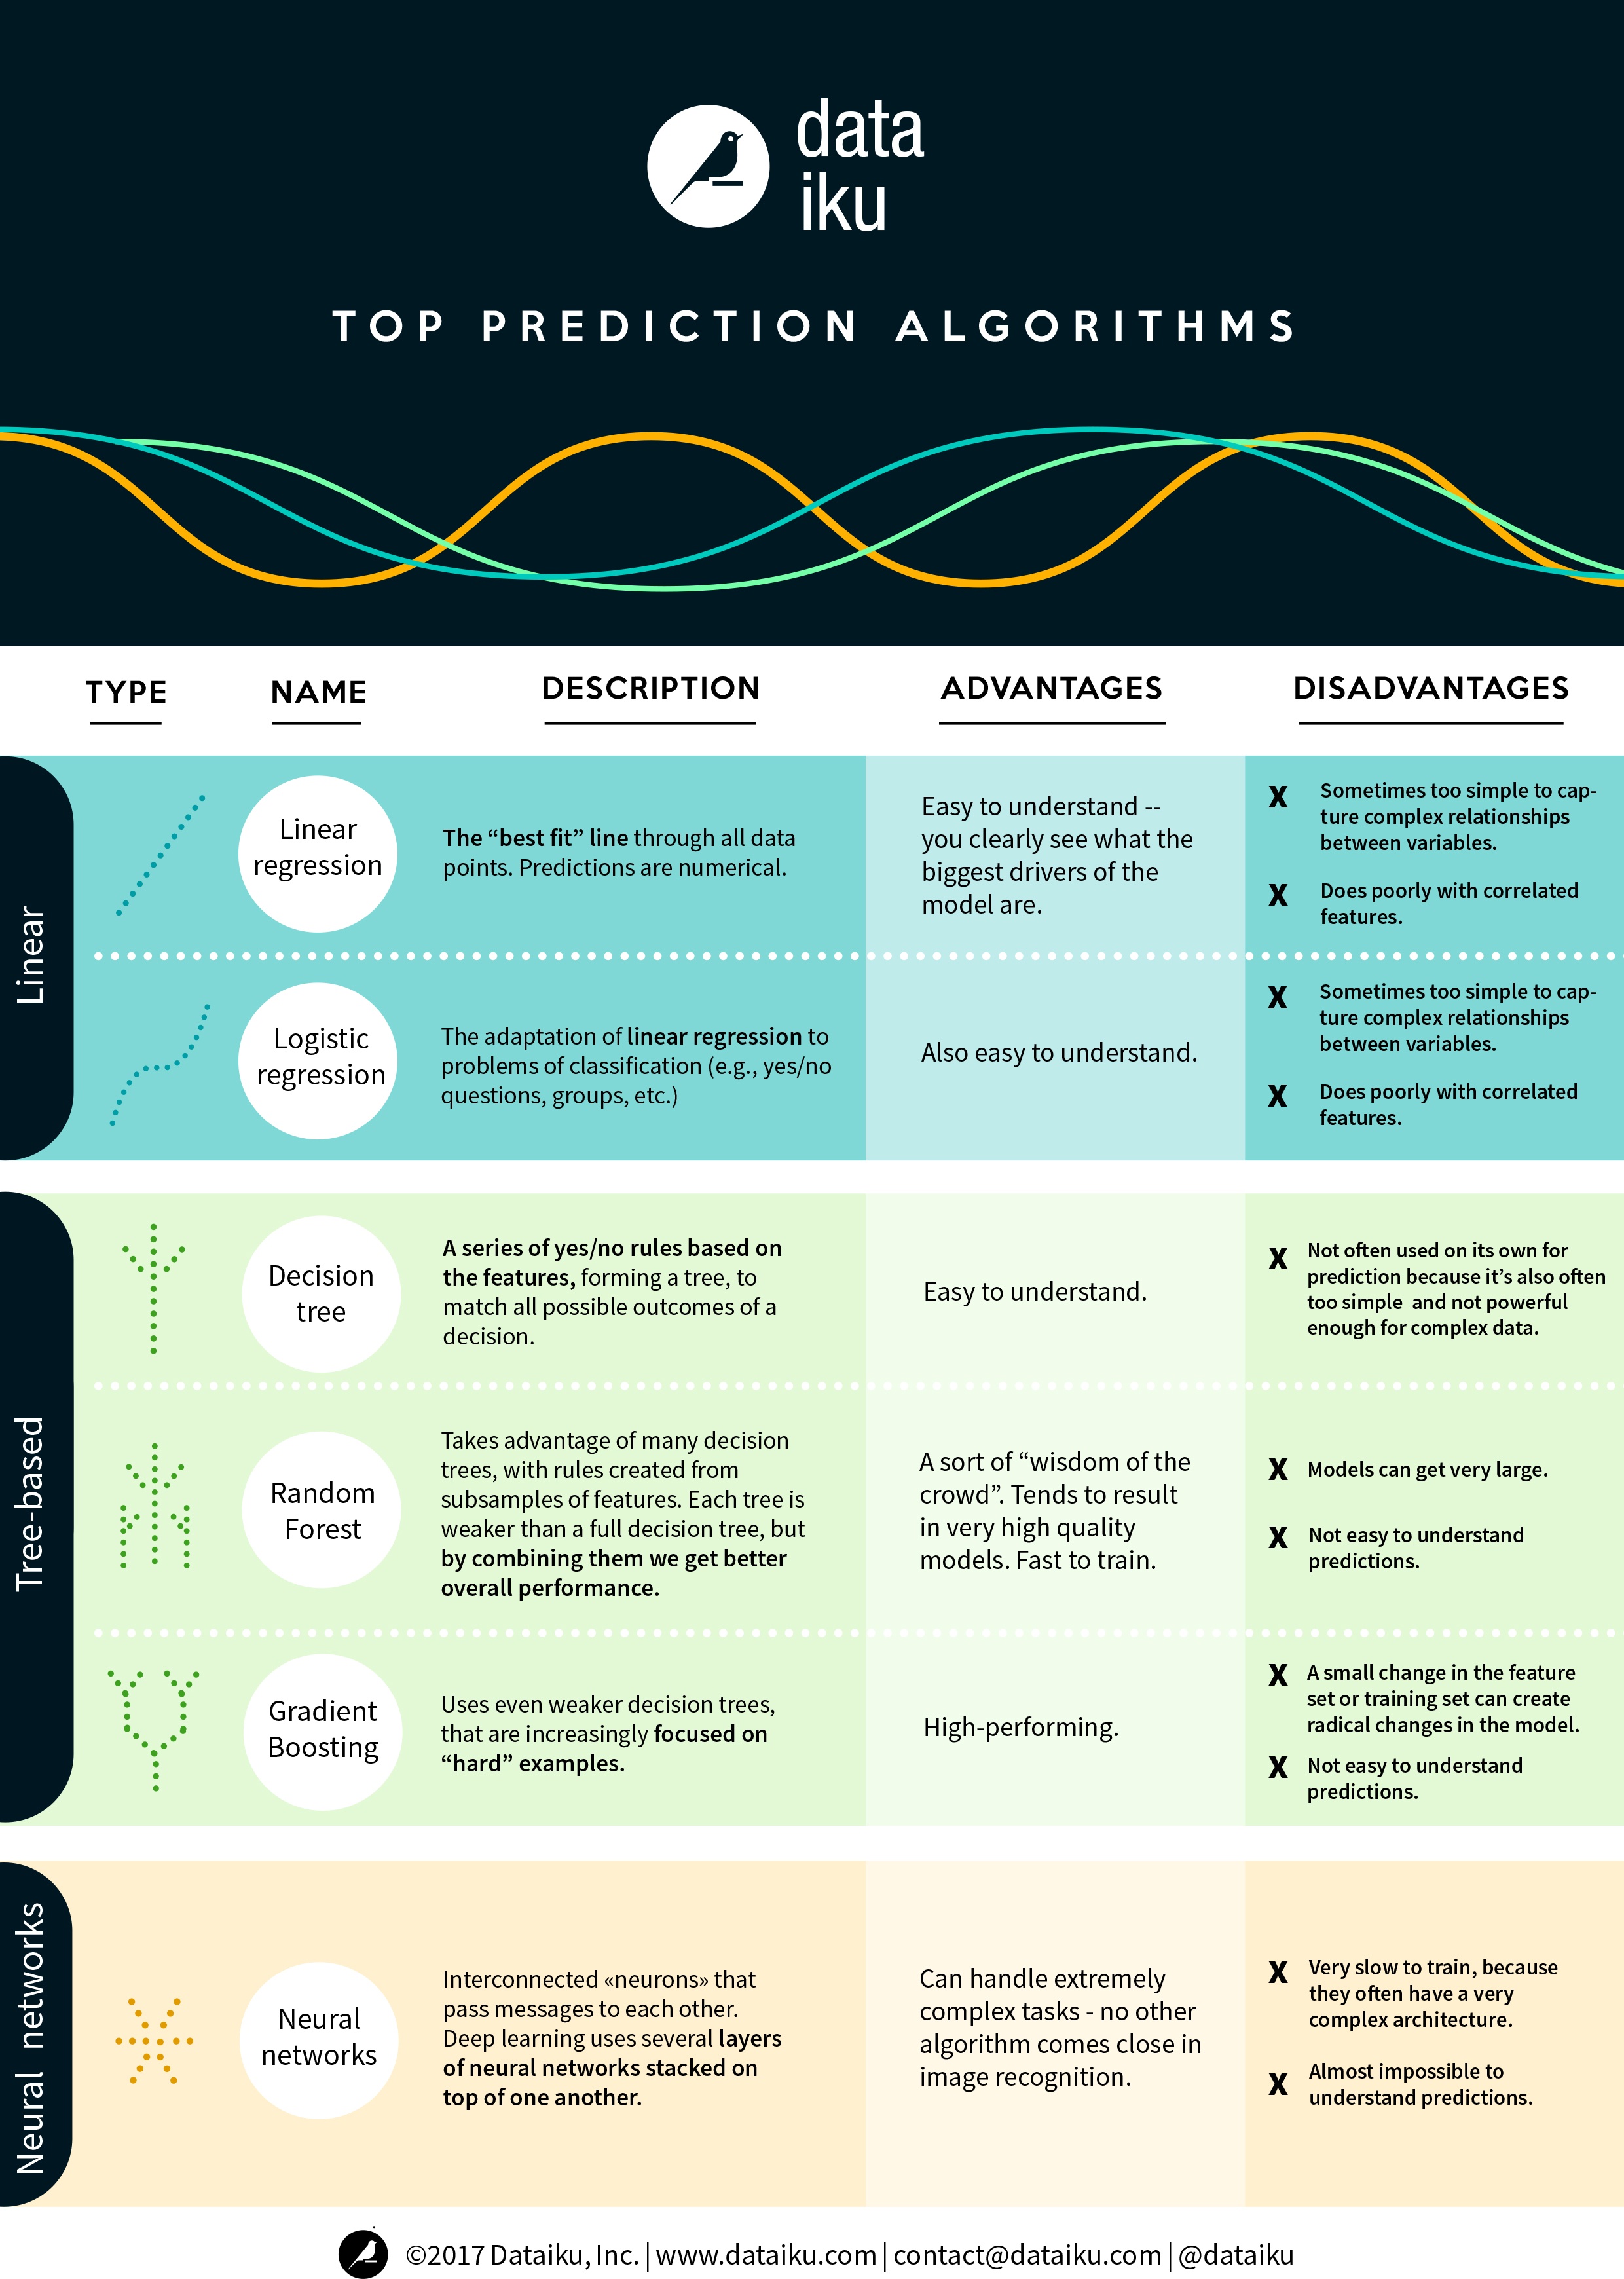 data
iku
TOP PREDICTION ALGORITHMS
TYPE
NAME
DESCRIPTION
ADVANTAGES
DISADVANTAGES
Linear
Linear
regression
The “best fit” line through all data
points. Predictions are numerical.
Easy to understand --
you clearly see what the
biggest drivers of the
model are.
X Sometimes too simple to cap-
ture complex relationships
between variables.
X Does poorly with correlated
features.
Logistic
regression
The adaptation of linear regression to
problems of classification (e.g., yes/no
questions, groups, etc.)
Also easy to understand.
X Sometimes too simple to cap-
ture complex relationships
between variables.
X Does poorly with correlated
features.
Tree-based
Decision
tree
A series of yes/no rules based on
the features, forming a tree, to
match all possible outcomes of a
decision.
Easy to understand.
X Not often used on its own for
prediction because it’s also often
too simple and not powerful
enough for complex data.
Random
Forest
Takes advantage of many decision
trees, with rules created from
subsamples of features. Each tree is
weaker than a full decision tree, but
by combining them we get better
overall performance.
A sort of “wisdom of the
crowd”. Tends to result
in very high quality
models. Fast to train.
X Models can get very large.
X Not easy to understand
predictions.
Gradient
Boosting
Uses even weaker decision trees,
that are increasingly focused on
“hard” examples.
High-performing.
X A small change in the feature
set or training set can create
radical changes in the model.
X Not easy to understand
predictions.
Neural networks
Neural
networks
Interconnected «neurons» that
pass messages to each other.
Deep learning uses several layers
of neural networks stacked on
top of one another.
Can handle extremely
complex tasks - no other
algorithm comes close in
image recognition.
X Very slow to train, because
they often have a very
complex architecture.
X Almost impossible to
understand predictions.
©2017 Dataiku, Inc. | www.dataiku.com | contact@dataiku.com | @dataiku